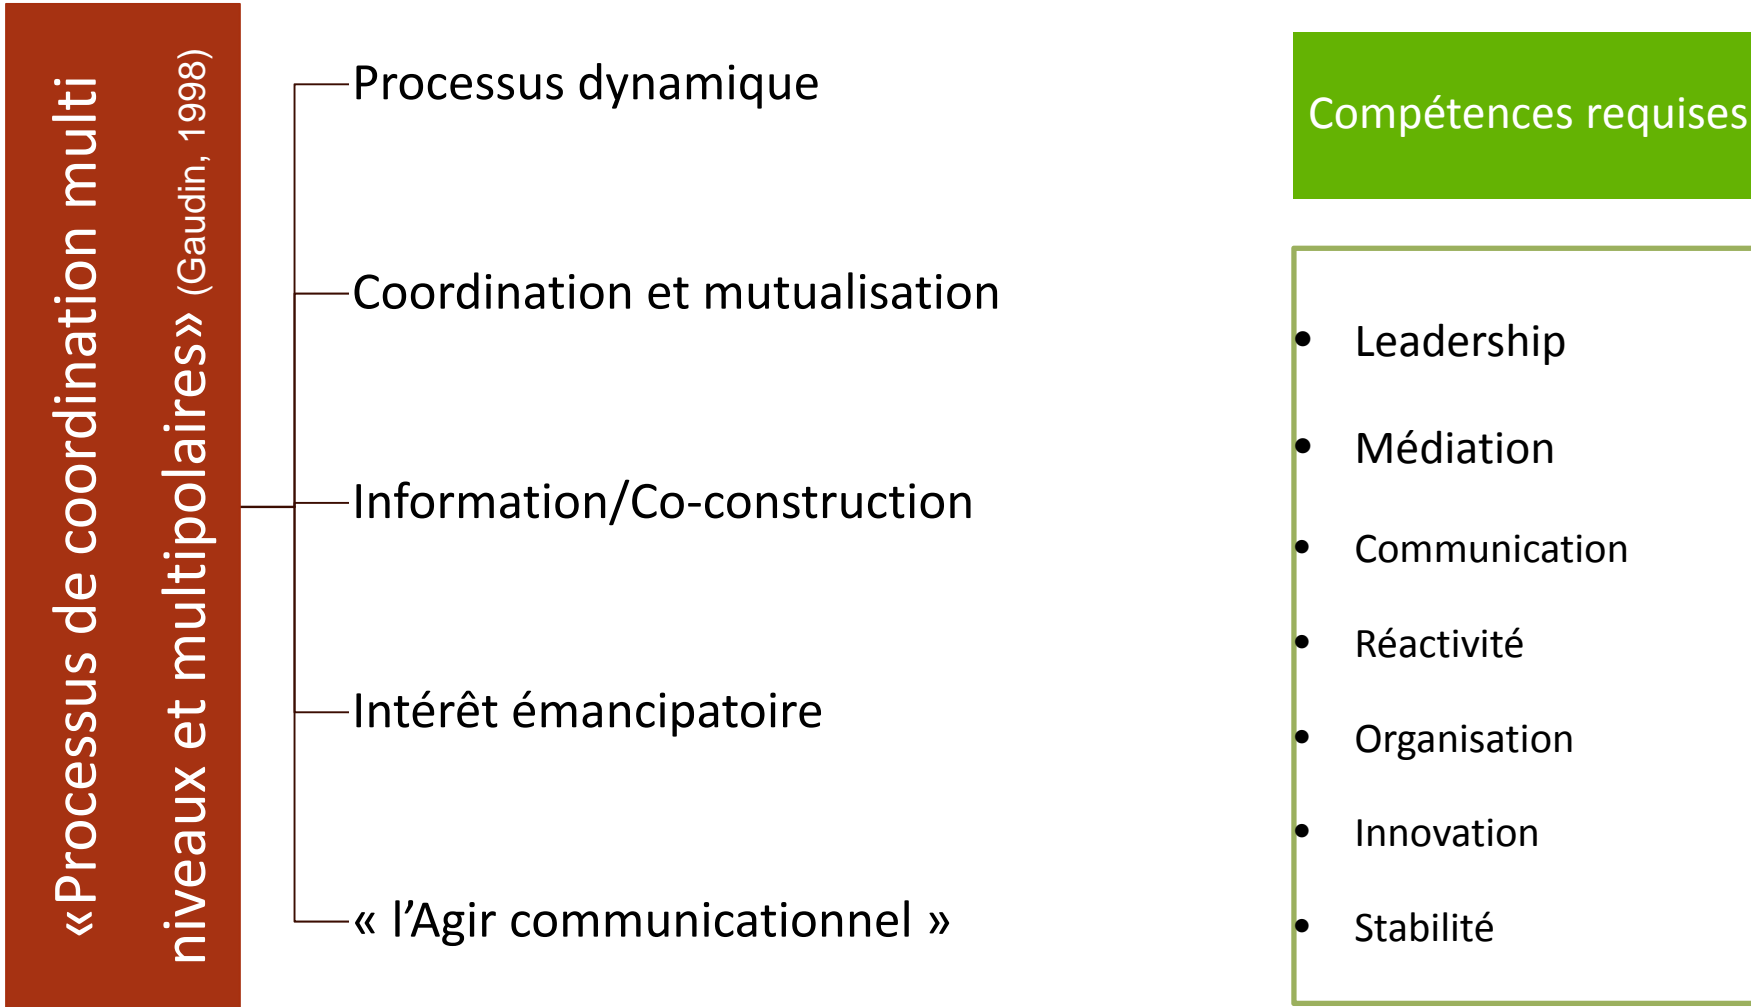 «Processus de coordination multi
niveaux et multipolaires» (Gaudin, 1998)
Processus dynamique
Coordination et mutualisation
Information/Co-construction
Intérêt émancipatoire
« l’Agir communicationnel »
Compétences requises
• Leadership
• Médiation
• Communication
• Réactivité
• Organisation
• Innovation
• Stabilité